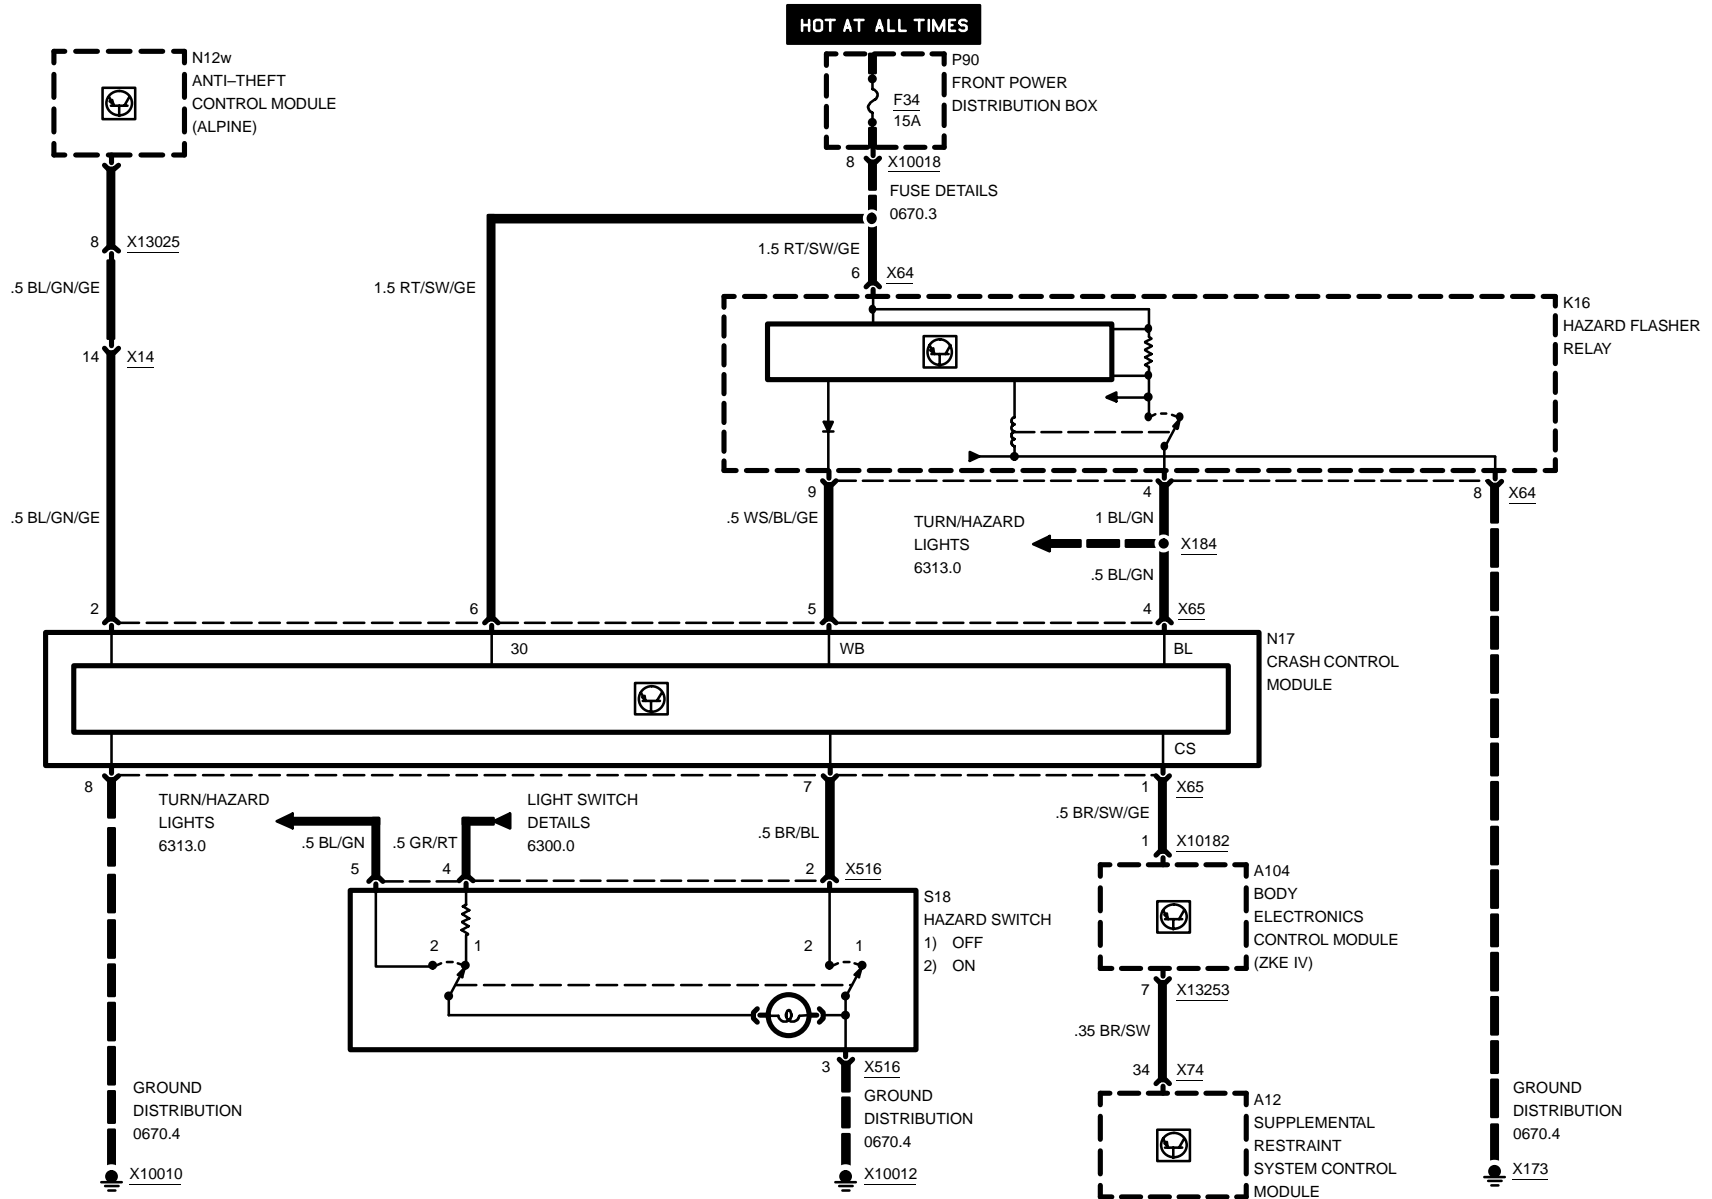 HOT AT ALL TIMES
N12w
ANTI–THEFT
CONTROL MODULE
(ALPINE)
P90
FRONT POWER
DISTRIBUTION BOX
F34
15A
8 X10018
FUSE DETAILS
0670.3
8 X13025
1.5 RT/SW/GE
6 X64
.5 BL/GN/GE
1.5 RT/SW/GE
K16
HAZARD FLASHER
RELAY
14 X14
9
4
8 X64
.5 BL/GN/GE
.5 WS/BL/GE
TURN/HAZARD
LIGHTS
6313.0
1 BL/GN
X184
.5 BL/GN
2
6
5
4 X65
30
WB
BL
N17
CRASH CONTROL
MODULE
CS
8
7
1 X65
TURN/HAZARD
LIGHTS
6313.0
LIGHT SWITCH
DETAILS
6300.0
.5 BL/GN
.5 GR/RT
.5 BR/BL
.5 BR/SW/GE
1 X10182
5
4
2 X516
S18
HAZARD SWITCH
1) OFF
2) ON
2 1
2 1
A104
BODY
ELECTRONICS
CONTROL MODULE
(ZKE IV)
7 X13253
.35 BR/SW
3 X516
34 X74
GROUND
DISTRIBUTION
0670.4
X10010
GROUND
DISTRIBUTION
0670.4
X10012
A12
SUPPLEMENTAL
RESTRAINT
SYSTEM CONTROL
MODULE
GROUND
DISTRIBUTION
0670.4
X173